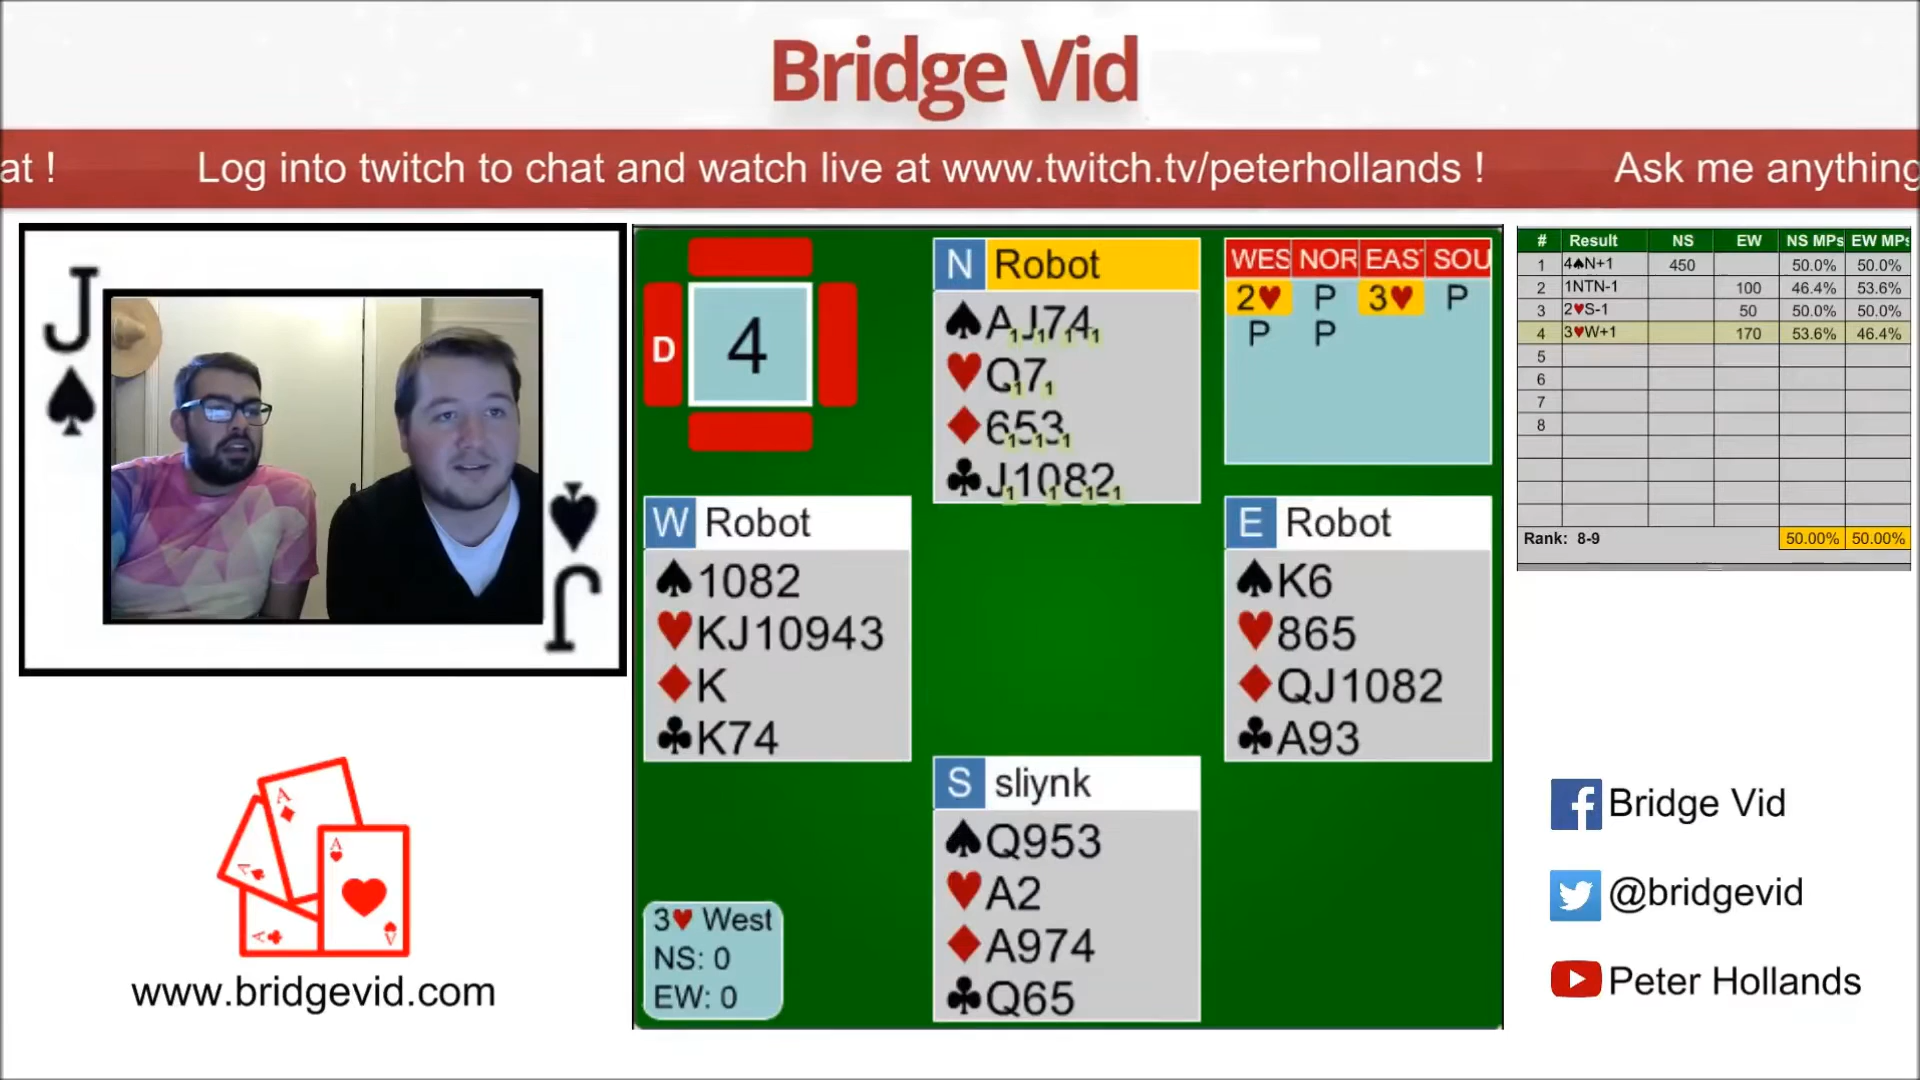 Bridge Vid
at !
Log into twitch to chat and watch live at www.twitch.tv/peterhollands !
Ask me anything
J
J
www.bridgevid.com
D
4
N Robot
♠AJ74
♥Q7
♦653
♣J1082
WES NOR EAS SOU
2♥ P 3♥ P
P P
W Robot
♠1082
♥KJ10943
♦K
♣K74
E Robot
♠K6
♥865
♦QJ1082
♣A93
S sliynk
♠Q953
♥A2
♦A974
♣Q65
3♥ West
NS: 0
EW: 0
# Result NS EW NS MPs EW MPs
1 4♠N+1 450 50.0% 50.0%
2 1NTN-1 100 46.4% 53.6%
3 2♥S-1 50 50.0% 50.0%
4 3♥W+1 170 53.6% 46.4%
5
6
7
8
Rank: 8-9 50.00% 50.00%
Bridge Vid
@bridgevid
Peter Hollands